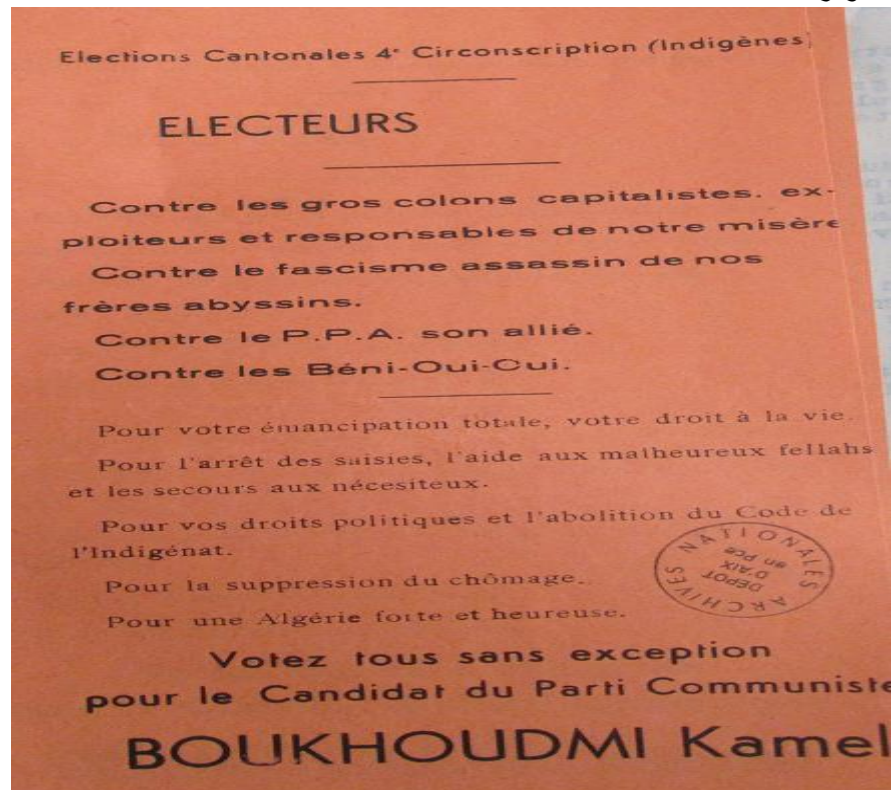 Elections Cantonales 4e Circonscription (Indigènes)
ELECTEURS
Contre les gros colons capitalistes. ex-
ploiteurs et responsables de notre misère
Contre le fascisme assassin de nos
frères abyssins.
Contre le P.P.A. son allié.
Contre les Béni-Oui-Oui.
Pour votre émancipation totale, votre droit à la vie.
Pour l'arrêt des saisies, l'aide aux malheureux fellahs
et les secours aux nécesiteux.
Pour vos droits politiques et l'abolition du Code de
l'Indigénat.
Pour la suppression du chômage.
Pour une Algérie forte et heureuse.
ARCHIVES NATIONALES
DEPOT
D'AIX
en Pce
Votez tous sans exception
pour le Candidat du Parti Communiste
BOUKHOUDMI Kamel